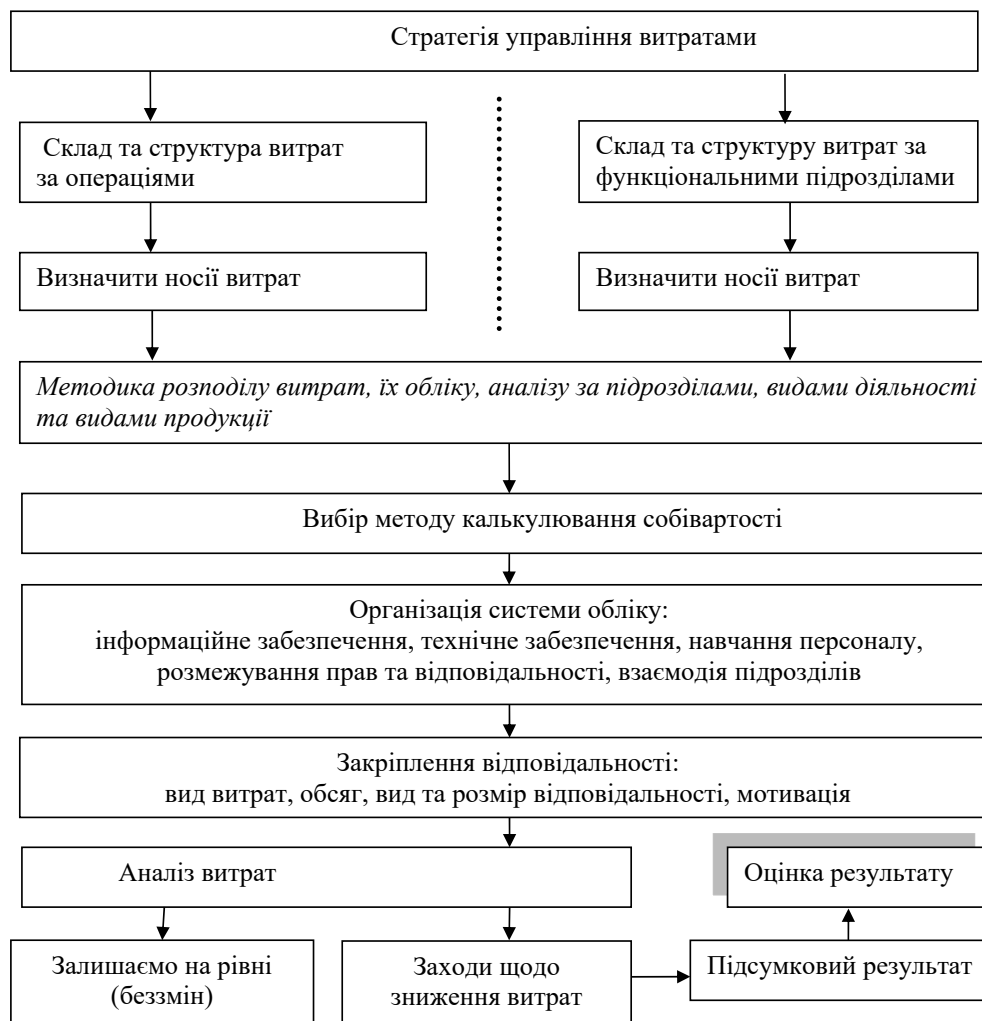 Стратегія управління витратами
Склад та структура витрат
за операціями
Склад та структуру витрат за
функціональними підрозділами
Визначити носії витрат
Визначити носії витрат
Методика розподілу витрат, їх обліку, аналізу за підрозділами, видами діяльності
та видами продукції
Вибір методу калькулювання собівартості
Організація системи обліку:
інформаційне забезпечення, технічне забезпечення, навчання персоналу,
розмежування прав та відповідальності, взаємодія підрозділів
Закріплення відповідальності:
вид витрат, обсяг, вид та розмір відповідальності, мотивація
Аналіз витрат
Оцінка результату
Залишаємо на рівні
(беззмін)
Заходи щодо
зниження витрат
Підсумковий результат